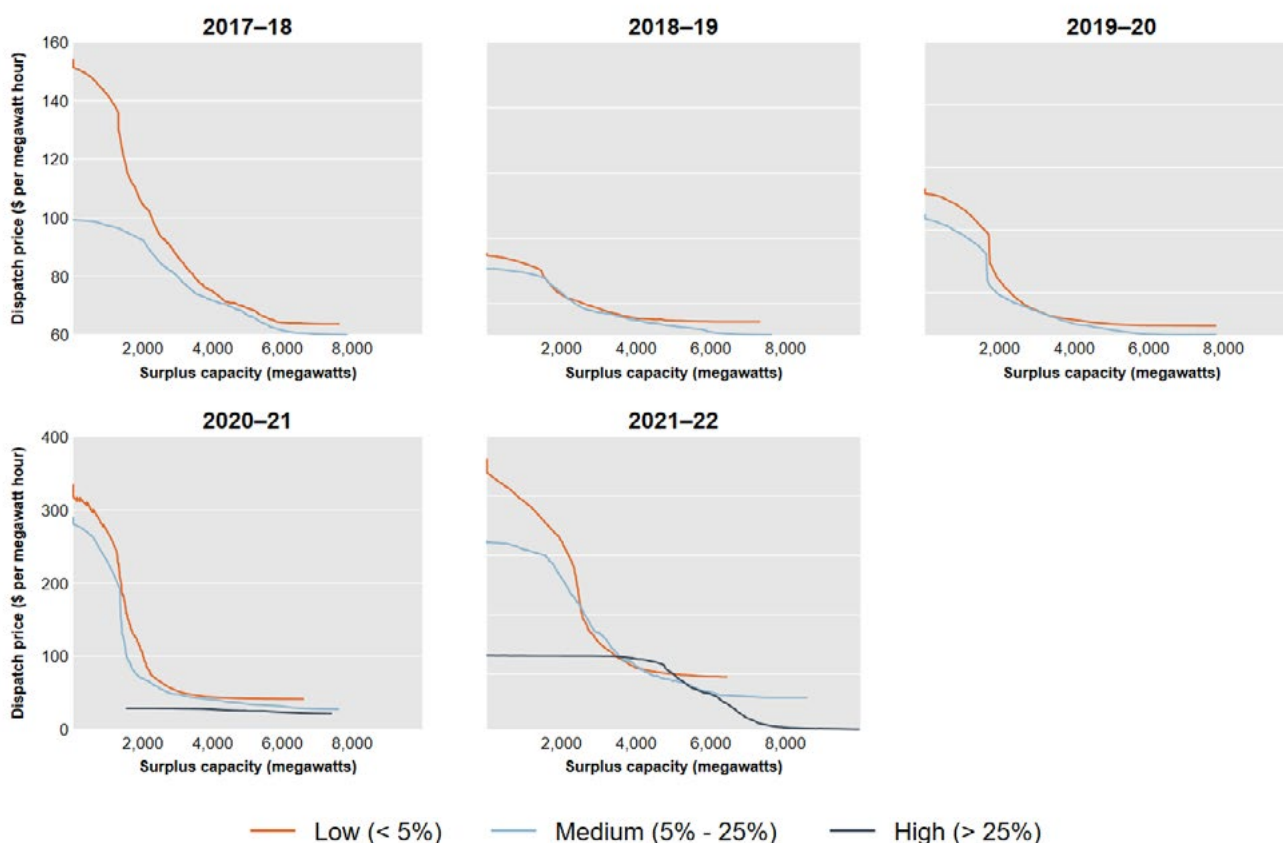 2017–18
2018–19
2019–20
Dispatch price ($ per megawatt hour)
160
140
120
100
80
60
2,000 4,000 6,000 8,000
2,000 4,000 6,000 8,000
2,000 4,000 6,000 8,000
Surplus capacity (megawatts)
Surplus capacity (megawatts)
Surplus capacity (megawatts)
2020–21
2021–22
Dispatch price ($ per megawatt hour)
400
300
200
100
0
2,000 4,000 6,000 8,000
2,000 4,000 6,000 8,000
Surplus capacity (megawatts)
Surplus capacity (megawatts)
Low (< 5%)
Medium (5% - 25%)
High (> 25%)